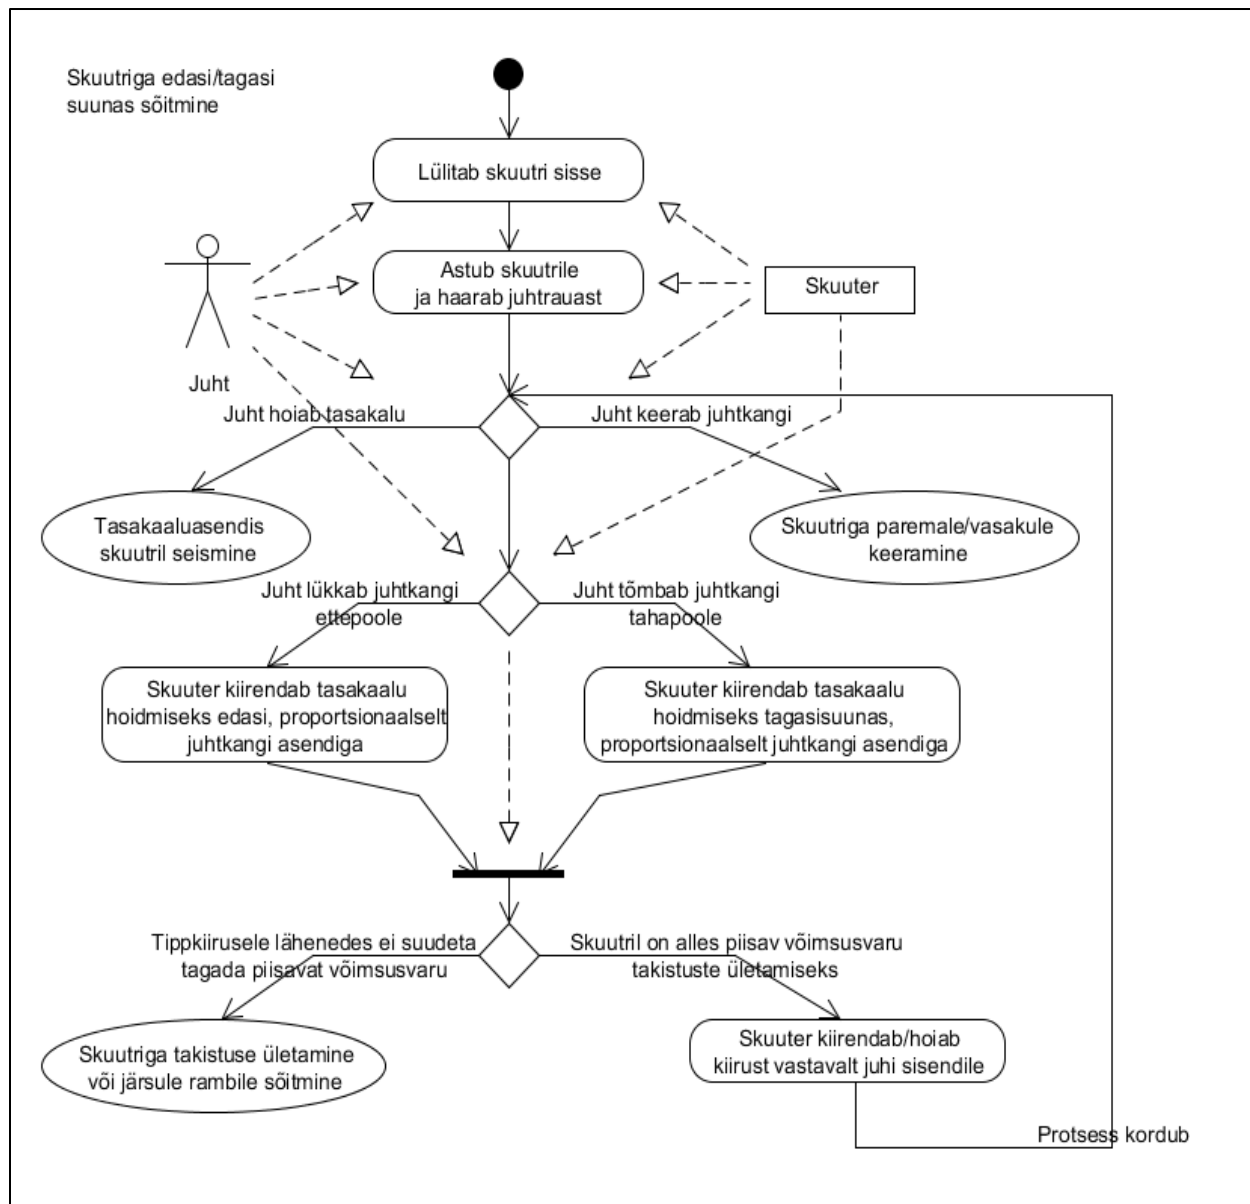 Skuutriga edasi/tagasi
suunas sõitmine
Lülitab skuutri sisse
Astub skuutrile
ja haarab juhtrauast
Skuuter
Juht
Juht hoiab tasakalu
Juht keerab juhtkangi
Tasakaaluasendis
skuutril seismine
Skuutriga paremale/vasakule
keeramine
Juht lükkab juhtkangi
ettepoole
Juht tõmbab juhtkangi
tahapoole
Skuuter kiirendab tasakaalu
hoidmiseks edasi, proportsionaalselt
juhtkangi asendiga
Skuuter kiirendab tasakaalu
hoidmiseks tagasisuunas,
proportsionaalselt juhtkangi asendiga
Tippkiirusele lähenedes ei suudeta
tagada piisavat võimsusvaru
Skuutril on alles piisav võimsusvaru
takistuste ületamiseks
Skuutriga takistuse ületamine
või järsule rambile sõitmine
Skuuter kiirendab/hoiab
kiirust vastavalt juhi sisendile
Protsess kordub